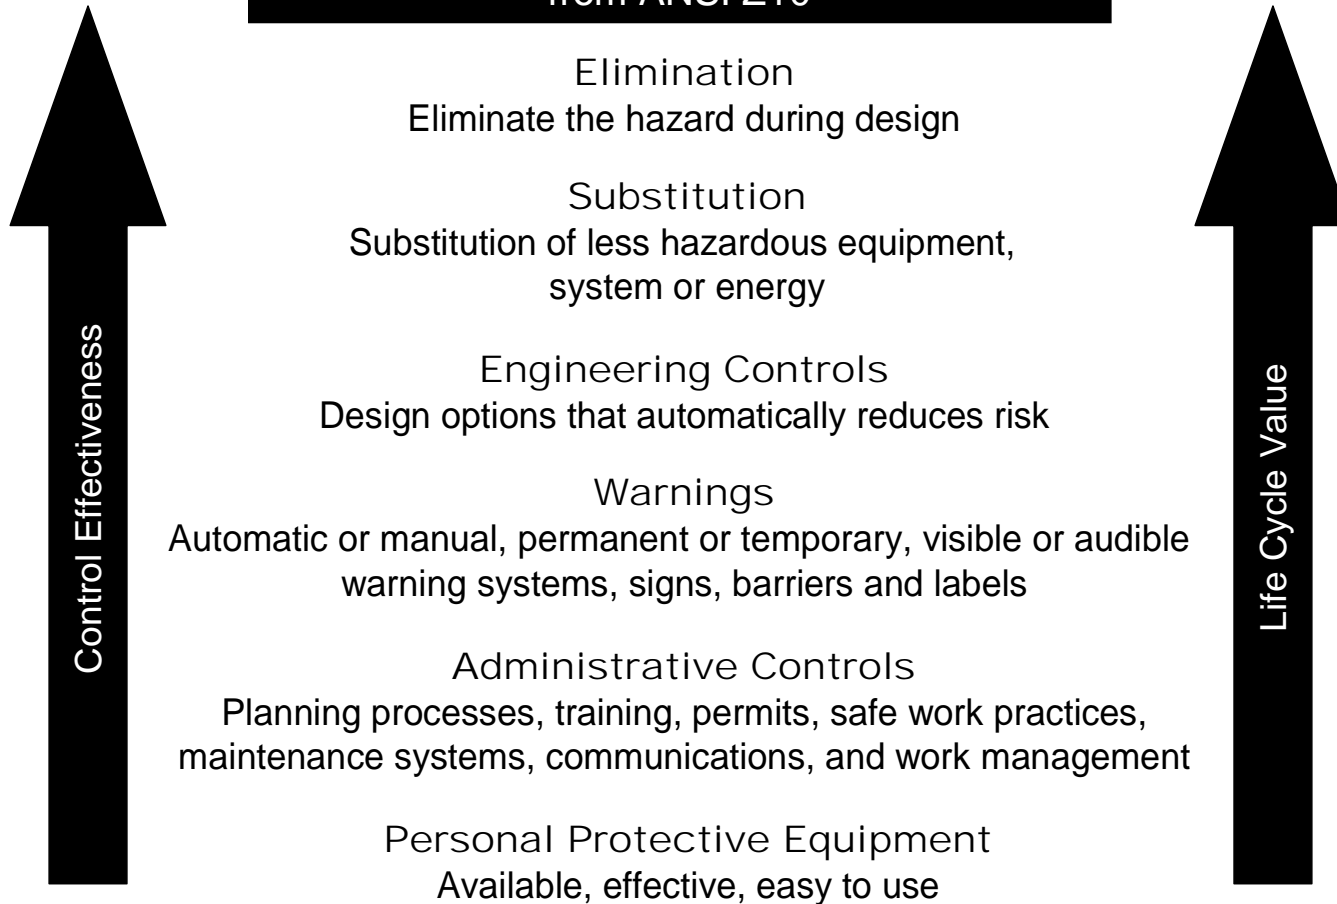 from ANSI Z10
Elimination
Eliminate the hazard during design
Substitution
Substitution of less hazardous equipment,
system or energy
Engineering Controls
Design options that automatically reduces risk
Warnings
Automatic or manual, permanent or temporary, visible or audible
warning systems, signs, barriers and labels
Administrative Controls
Planning processes, training, permits, safe work practices,
maintenance systems, communications, and work management
Personal Protective Equipment
Available, effective, easy to use
Control Effectiveness
Life Cycle Value